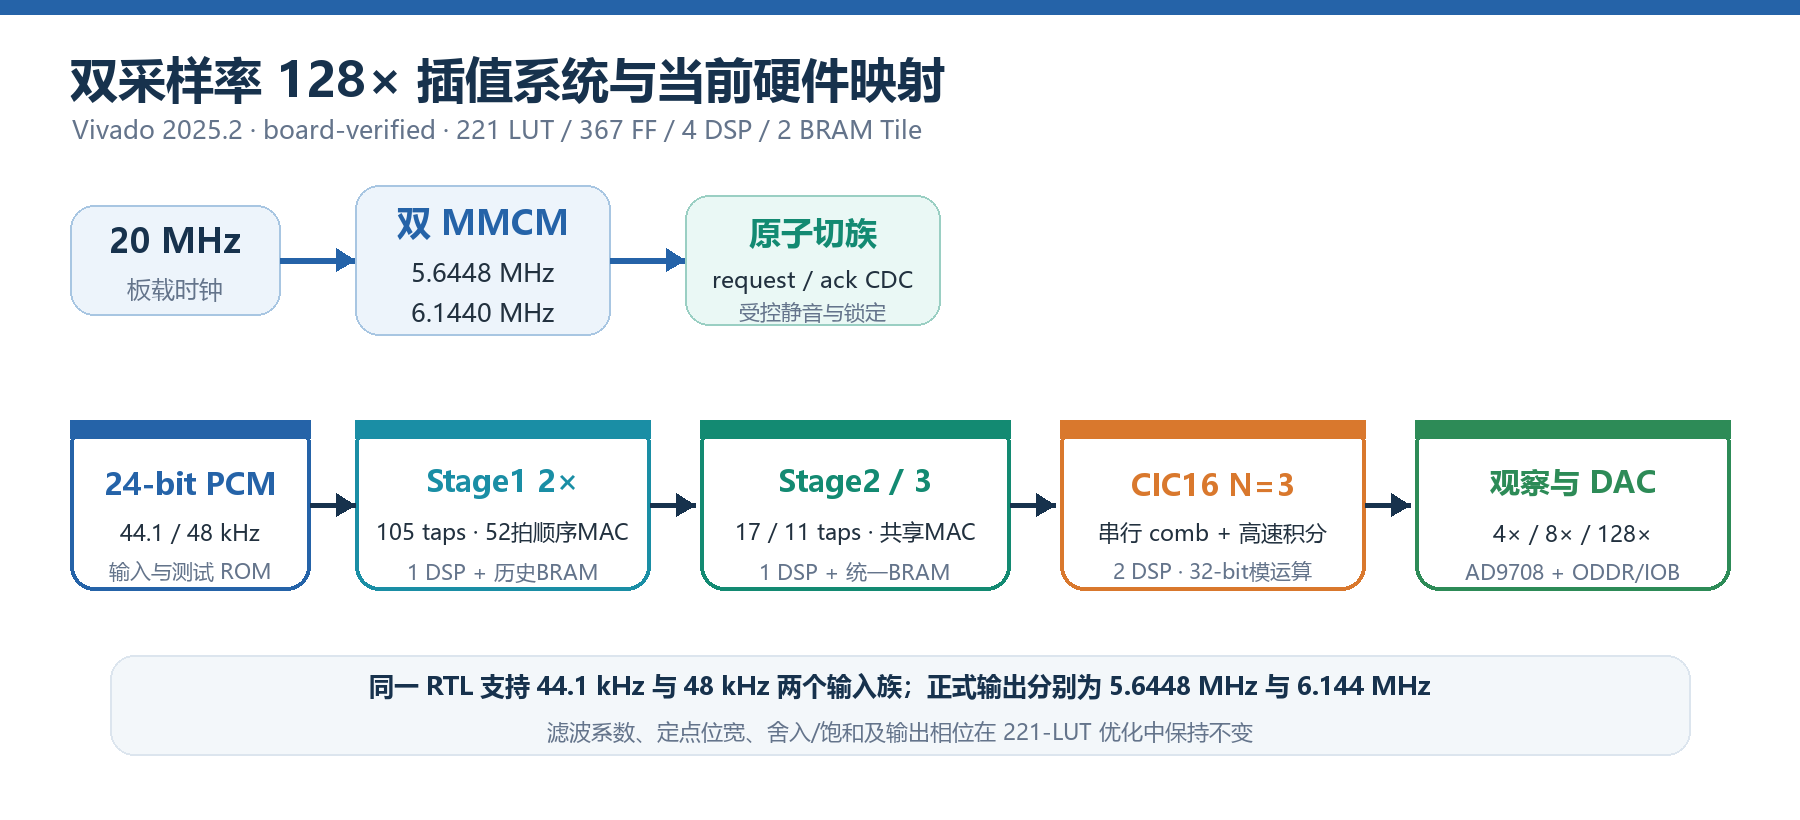 双采样率 128× 插值系统与当前硬件映射
Vivado 2025.2 · board-verified · 221 LUT / 367 FF / 4 DSP / 2 BRAM Tile
20 MHz
板载时钟
双 MMCM
5.6448 MHz
6.1440 MHz
原子切族
request / ack CDC
受控静音与锁定
24-bit PCM
44.1 / 48 kHz
输入与测试 ROM
Stage1 2×
105 taps · 52拍顺序MAC
1 DSP + 历史BRAM
Stage2 / 3
17 / 11 taps · 共享MAC
1 DSP + 统一BRAM
CIC16 N=3
串行 comb + 高速积分
2 DSP · 32-bit模运算
观察与 DAC
4× / 8× / 128×
AD9708 + ODDR/IOB
同一 RTL 支持 44.1 kHz 与 48 kHz 两个输入族；正式输出分别为 5.6448 MHz 与 6.144 MHz
滤波系数、定点位宽、舍入/饱和及输出相位在 221-LUT 优化中保持不变